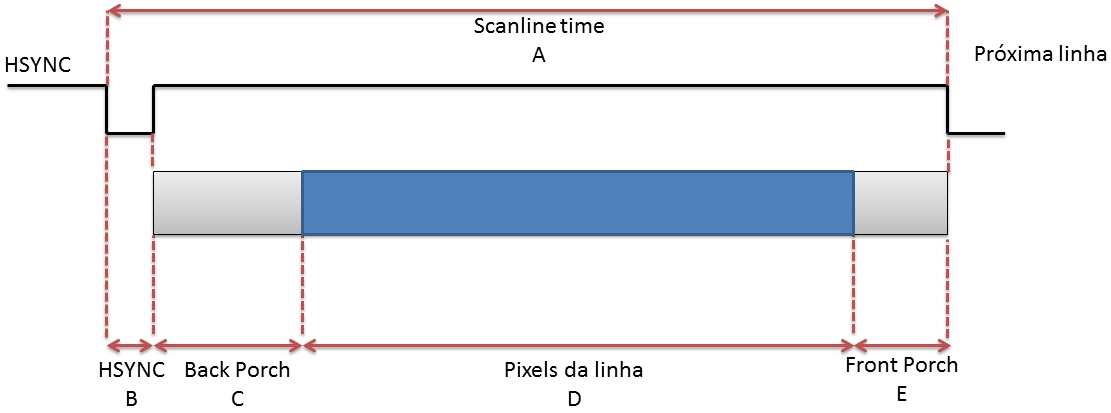 Scanline time
A
HSYNC
Próxima linha
HSYNC
B
Back Porch
C
Pixels da linha
D
Front Porch
E